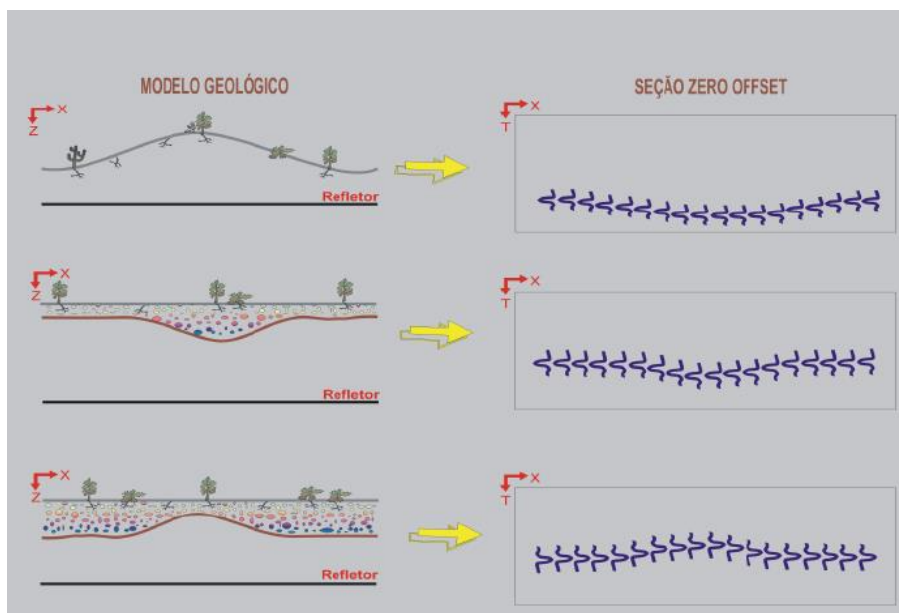 MODELO GEOLÓGICO
SEÇÃO ZERO OFFSET
X
Z
Refletor
X
T
X
Z
Refletor
X
T
X
Z
Refletor
X
T